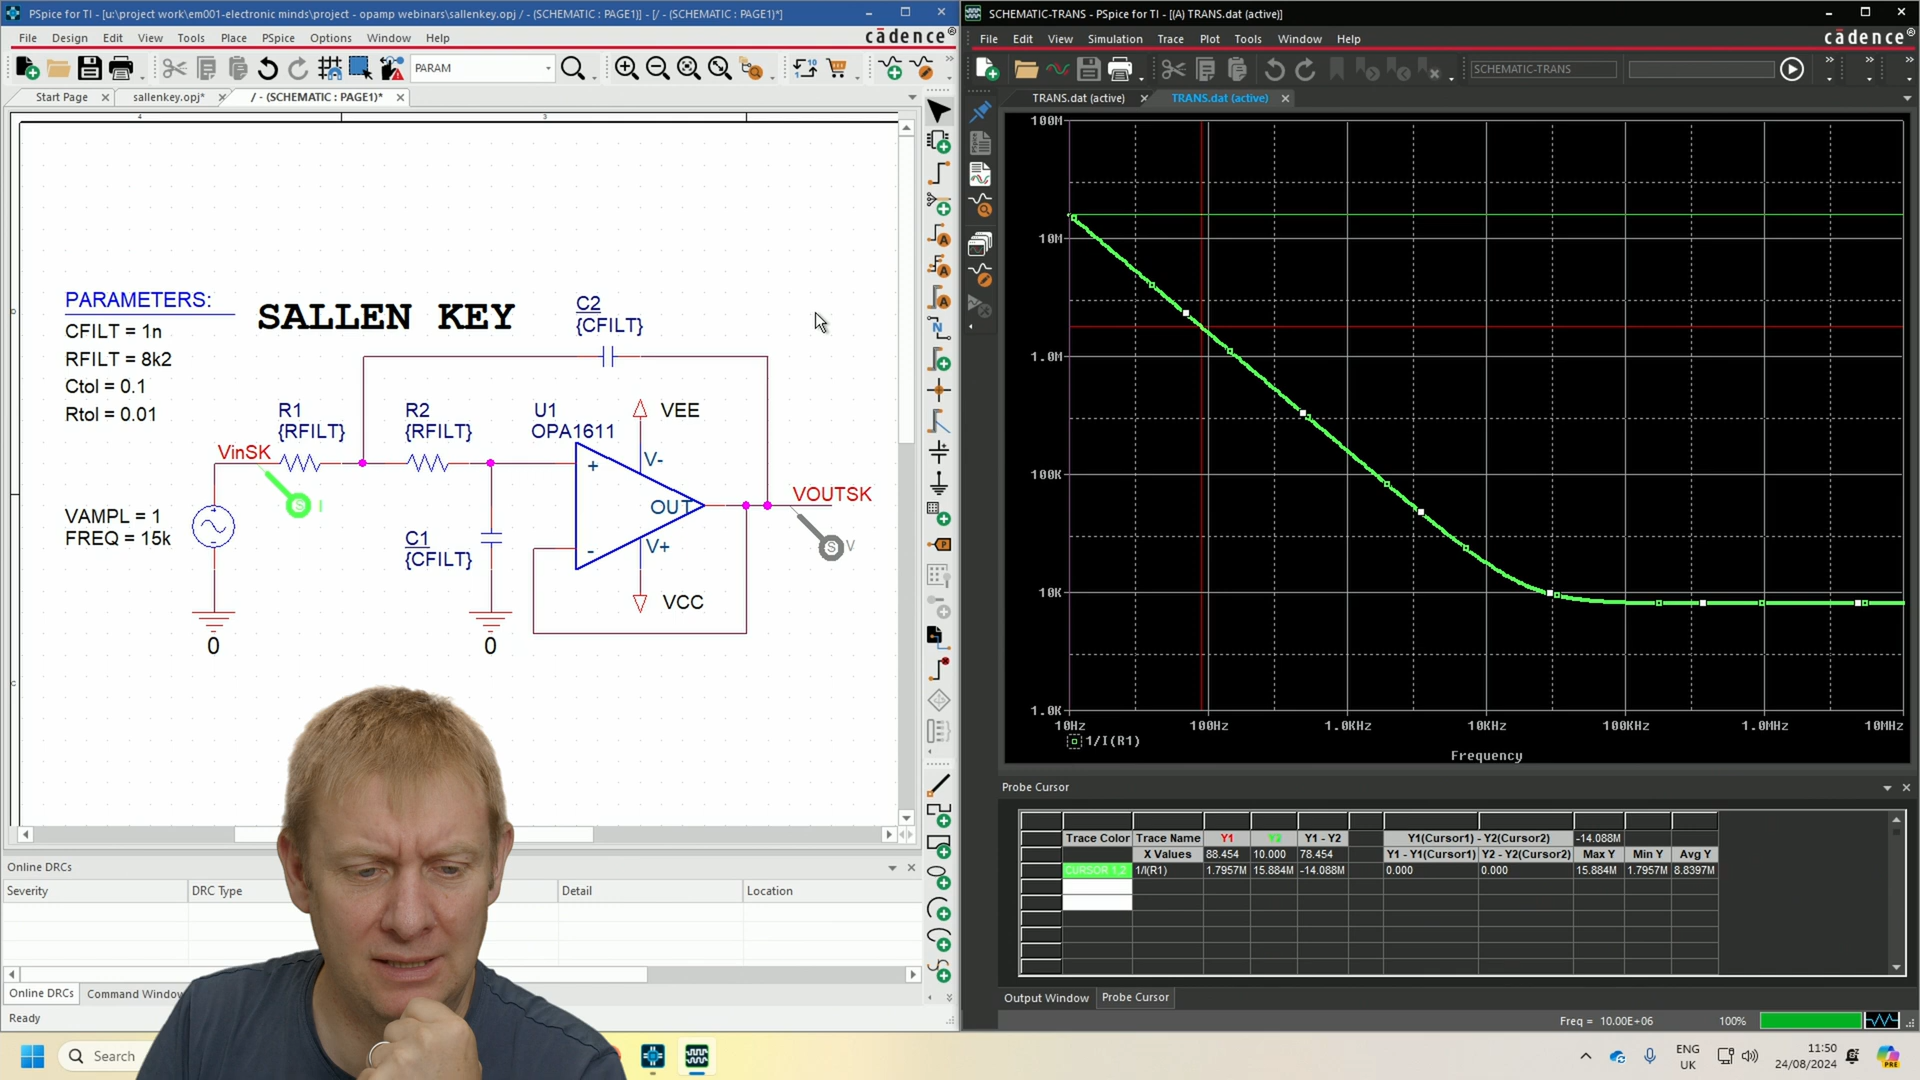 PSpice for TI - [u:\project work\em001-electronic minds\project - opamp webinars\sallenkey.opj / - (SCHEMATIC : PAGE1)] - [/ - (SCHEMATIC : PAGE1)*]
File Design Edit View Tools Place PSpice Options Window Help
cādence®
PARAM
Start Page
sallenkey.opj*
/ - (SCHEMATIC : PAGE1)*
4
3
PARAMETERS:
CFILT = 1n
RFILT = 8k2
Ctol = 0.1
Rtol = 0.01
SALLEN KEY
C2
{CFILT}
R1
{RFILT}
R2
{RFILT}
U1
OPA1611
VEE
VinSK
V-
+
OUT
VOUTSK
VAMPL = 1
FREQ = 15k
S I
C1
{CFILT}
-
V+
S V
VCC
0
0
Online DRCs
Severity
DRC Type
Detail
Location
Online DRCs
Command Window
Ready
SCHEMATIC-TRANS - PSpice for TI - [(A) TRANS.dat (active)]
File Edit View Simulation Trace Plot Tools Window Help
cādence®
SCHEMATIC-TRANS
TRANS.dat (active)
TRANS.dat (active)
100M
10M
1.0M
100K
10K
1.0K
10Hz 100Hz 1.0KHz 10KHz 100KHz 1.0MHz 10MHz
1/I(R1)
Frequency
Probe Cursor
Trace Color Trace Name Y1 Y2 Y1 - Y2 Y1(Cursor1) - Y2(Cursor2) -14.088M
X Values 88.454 10.000 78.454 Y1 - Y1(Cursor1) Y2 - Y2(Cursor2) Max Y Min Y Avg Y
CURSOR 1,2 1/I(R1) 1.7957M 15.884M -14.088M 0.000 0.000 15.884M 1.7957M 8.8397M
Output Window
Probe Cursor
Freq = 10.00E+06 100%
Search
ENG
UK
11:50
24/08/2024
PRE